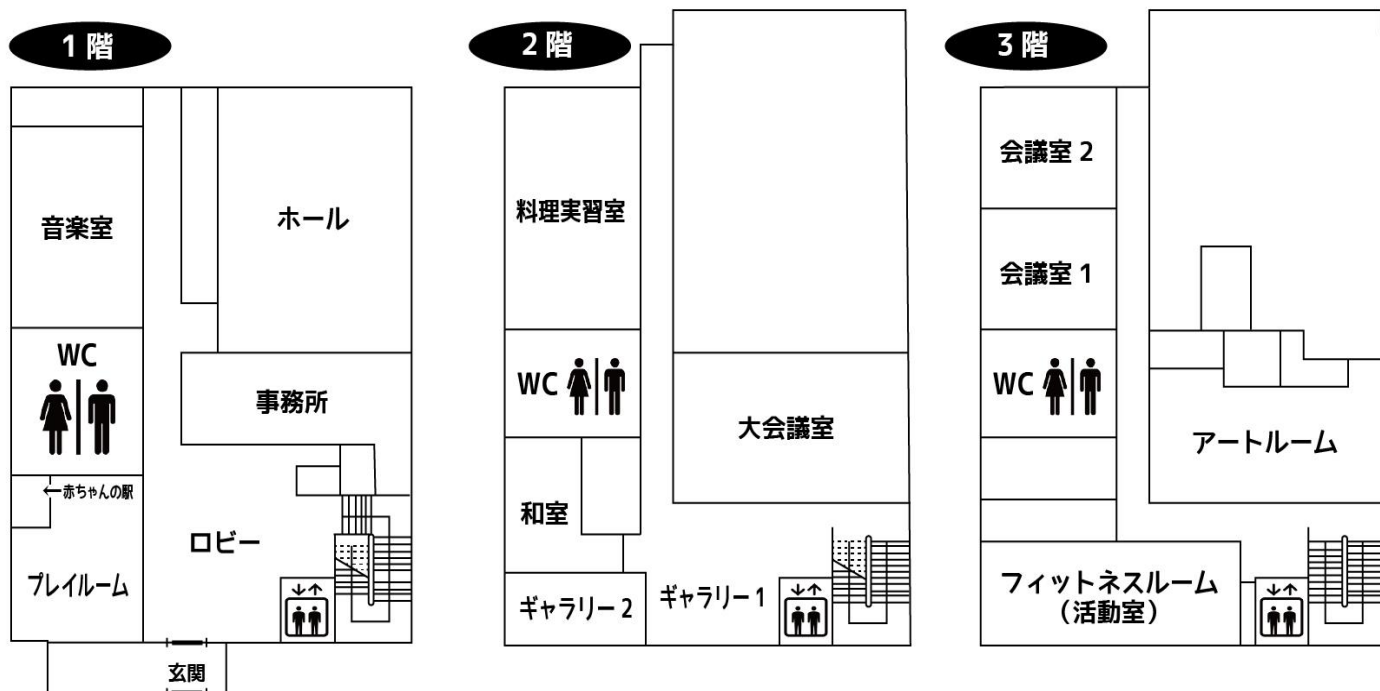 1階
音楽室
ホール
WC
事務所
←赤ちゃんの駅
ロビー
プレイルーム
↓↑
玄関
2階
料理実習室
WC
大会議室
和室
ギャラリー2
ギャラリー1
↓↑
3階
会議室2
会議室1
WC
アートルーム
フィットネスルーム
(活動室)
↓↑